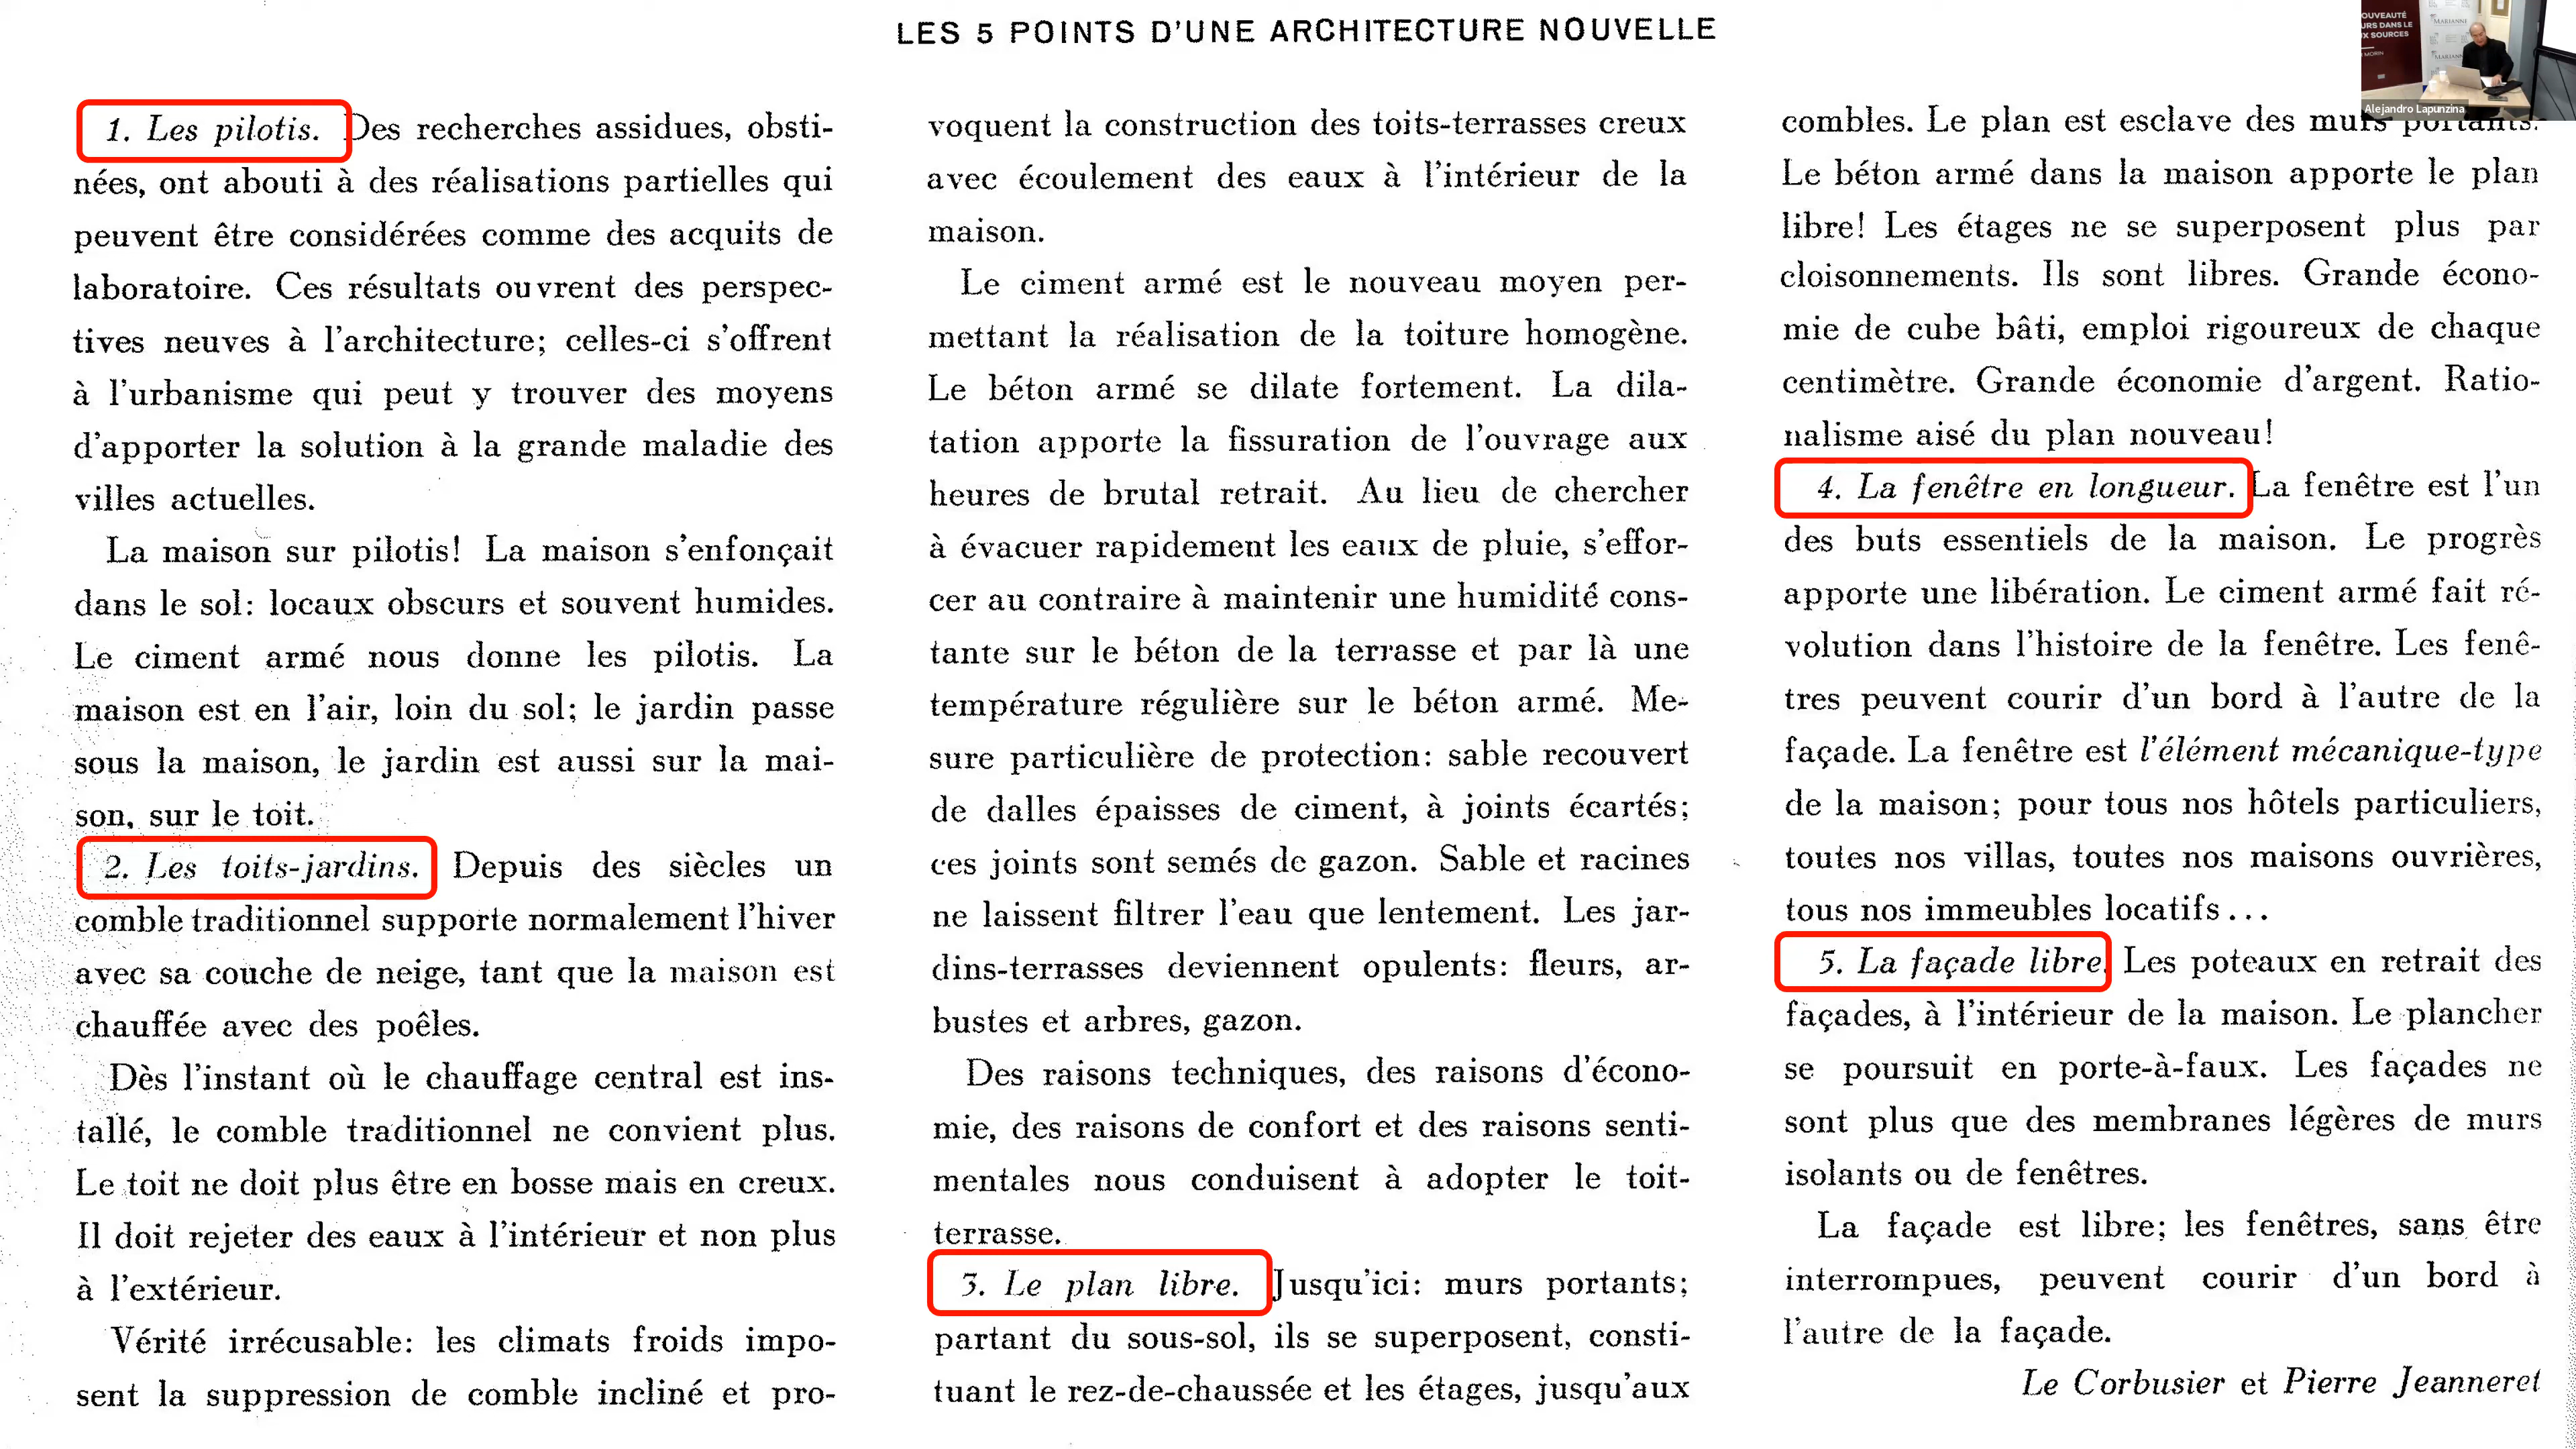 LES 5 POINTS D'UNE ARCHITECTURE NOUVELLE
1. Les pilotis. Des recherches assidues, obsti-
nées, ont abouti à des réalisations partielles qui
peuvent être considérées comme des acquits de
laboratoire. Ces résultats ouvrent des perspec-
tives neuves à l'architecture; celles-ci s'offrent
à l'urbanisme qui peut y trouver des moyens
d'apporter la solution à la grande maladie des
villes actuelles.
La maison sur pilotis! La maison s'enfonçait
dans le sol: locaux obscurs et souvent humides.
Le ciment armé nous donne les pilotis. La
maison est en l'air, loin du sol; le jardin passe
sous la maison, le jardin est aussi sur la mai-
son, sur le toit.
2. Les toits-jardins. Depuis des siècles un
comble traditionnel supporte normalement l'hiver
avec sa couche de neige, tant que la maison est
chauffée avec des poêles.
Dès l'instant où le chauffage central est ins-
tallé, le comble traditionnel ne convient plus.
Le toit ne doit plus être en bosse mais en creux.
Il doit rejeter des eaux à l'intérieur et non plus
à l'extérieur.
Vérité irrécusable: les climats froids impo-
sent la suppression de comble incliné et pro-
voquent la construction des toits-terrasses creux
avec écoulement des eaux à l'intérieur de la
maison.
Le ciment armé est le nouveau moyen per-
mettant la réalisation de la toiture homogène.
Le béton armé se dilate fortement. La dila-
tation apporte la fissuration de l'ouvrage aux
heures de brutal retrait. Au lieu de chercher
à évacuer rapidement les eaux de pluie, s'effor-
cer au contraire à maintenir une humidité cons-
tante sur le béton de la terrasse et par là une
température régulière sur le béton armé. Me-
sure particulière de protection: sable recouvert
de dalles épaisses de ciment, à joints écartés;
ces joints sont semés de gazon. Sable et racines
ne laissent filtrer l'eau que lentement. Les jar-
dins-terrasses deviennent opulents: fleurs, ar-
bustes et arbres, gazon.
Des raisons techniques, des raisons d'écono-
mie, des raisons de confort et des raisons senti-
mentales nous conduisent à adopter le toit-
terrasse.
3. Le plan libre. Jusqu'ici: murs portants;
partant du sous-sol, ils se superposent, consti-
tuant le rez-de-chaussée et les étages, jusqu'aux
combles. Le plan est esclave des murs portants.
Le béton armé dans la maison apporte le plan
libre! Les étages ne se superposent plus par
cloisonnements. Ils sont libres. Grande écono-
mie de cube bâti, emploi rigoureux de chaque
centimètre. Grande économie d'argent. Ratio-
nalisme aisé du plan nouveau!
4. La fenêtre en longueur. La fenêtre est l'un
des buts essentiels de la maison. Le progrès
apporte une libération. Le ciment armé fait ré-
volution dans l'histoire de la fenêtre. Les fenê-
tres peuvent courir d'un bord à l'autre de la
façade. La fenêtre est l'élément mécanique-type
de la maison; pour tous nos hôtels particuliers,
toutes nos villas, toutes nos maisons ouvrières,
tous nos immeubles locatifs...
5. La façade libre. Les poteaux en retrait des
façades, à l'intérieur de la maison. Le plancher
se poursuit en porte-à-faux. Les façades ne
sont plus que des membranes légères de murs
isolants ou de fenêtres.
La façade est libre; les fenêtres, sans être
interrompues, peuvent courir d'un bord à
l'autre de la façade.
Le Corbusier et Pierre Jeanneret
OUVEAUTÉ
URS DANS LE
X SOURCES
MORIN
MARIANNE
Alejandro Lapunzina